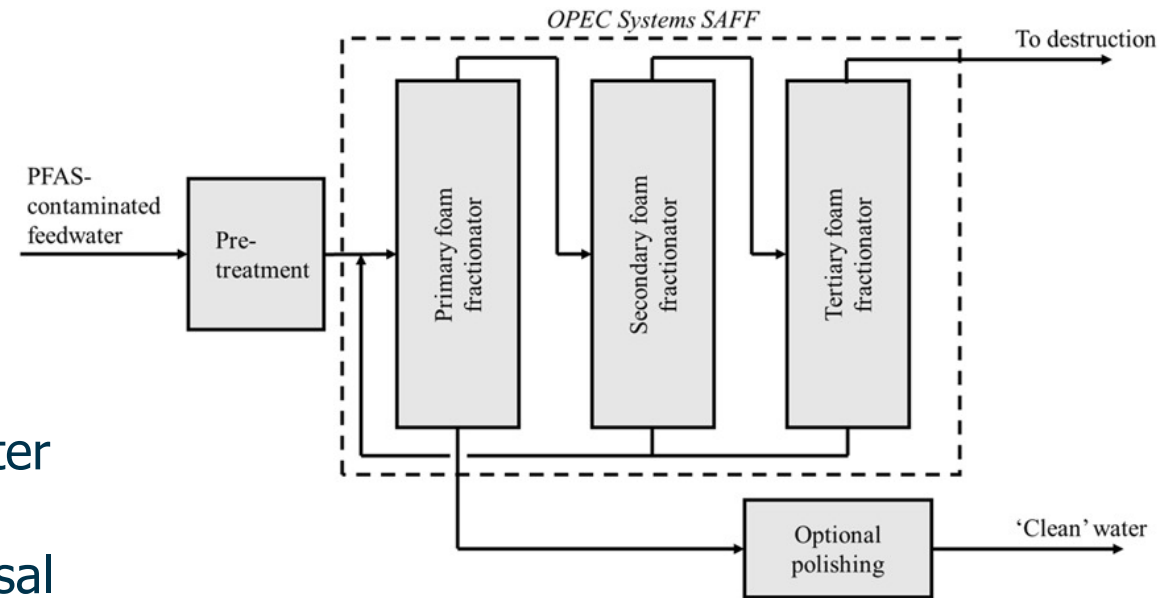 OPEC Systems SAFF
To destruction
PFAS-
contaminated
feedwater
Pre-
treatment
Primary foam
fractionator
Secondary foam
fractionator
Tertiary foam
fractionator
ter
sal
Optional
polishing
‘Clean’ water